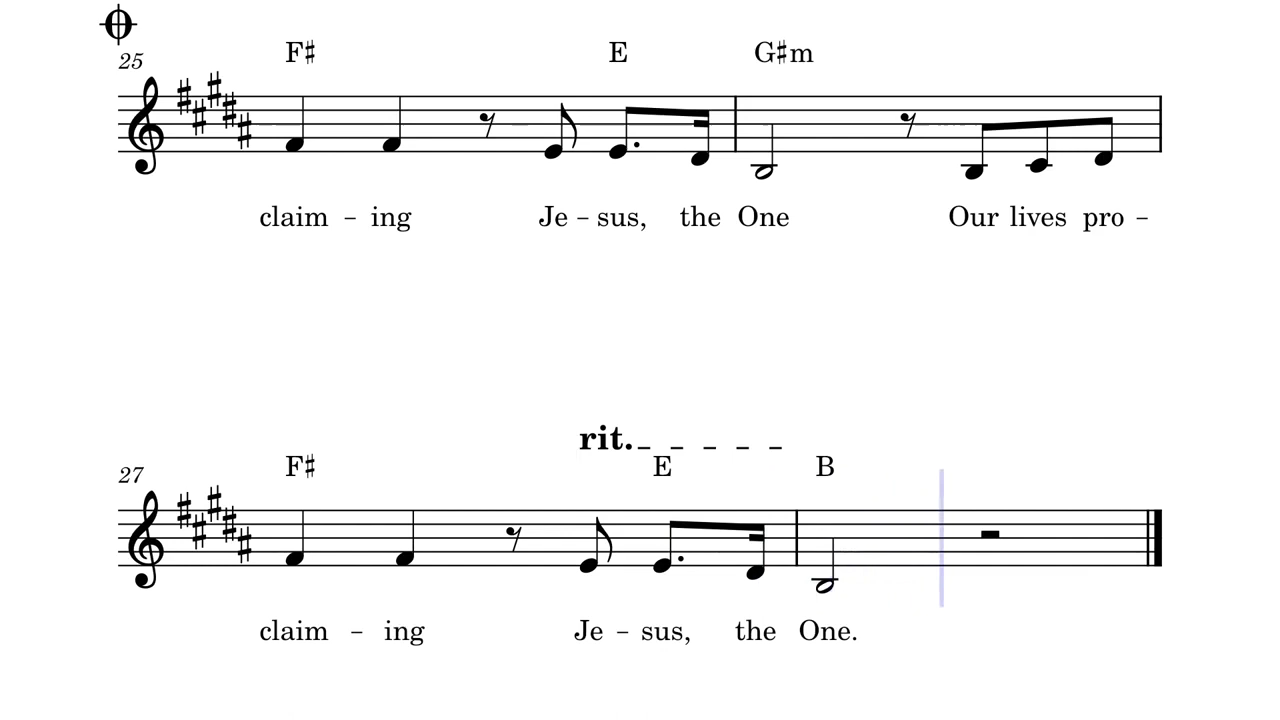 25 F♯ E G♯m
claim – ing Je – sus, the One Our lives pro –
rit. _ _ _ _ _
27 F♯ E B
claim – ing Je – sus, the One.